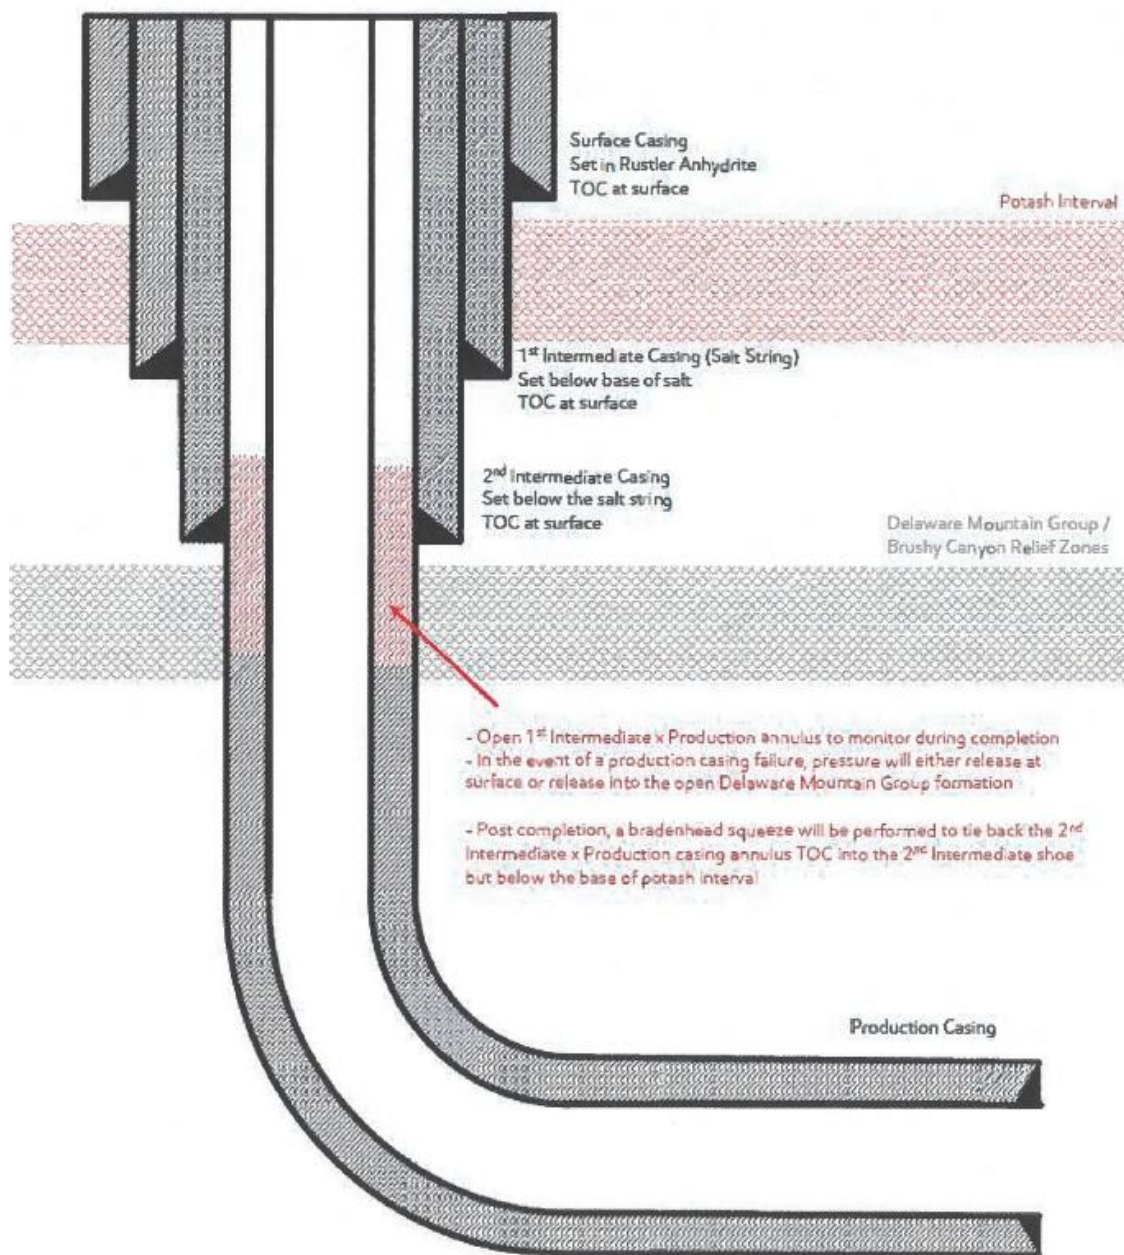 Surface Casing
Set in Rustler Anhydrite
TOC at surface
Potash Interval
1st Intermediate Casing (Salt String)
Set below base of salt
TOC at surface
2nd Intermediate Casing
Set below the salt string
TOC at surface
Delaware Mountain Group /
Brushy Canyon Relief Zones
- Open 1st Intermediate x Production annulus to monitor during completion
- In the event of a production casing failure, pressure will either release at
surface or release into the open Delaware Mountain Group formation
- Post completion, a bradenhead squeeze will be performed to tie back the 2nd
Intermediate x Production casing annulus TOC into the 2nd Intermediate shoe
but below the base of potash interval
Production Casing